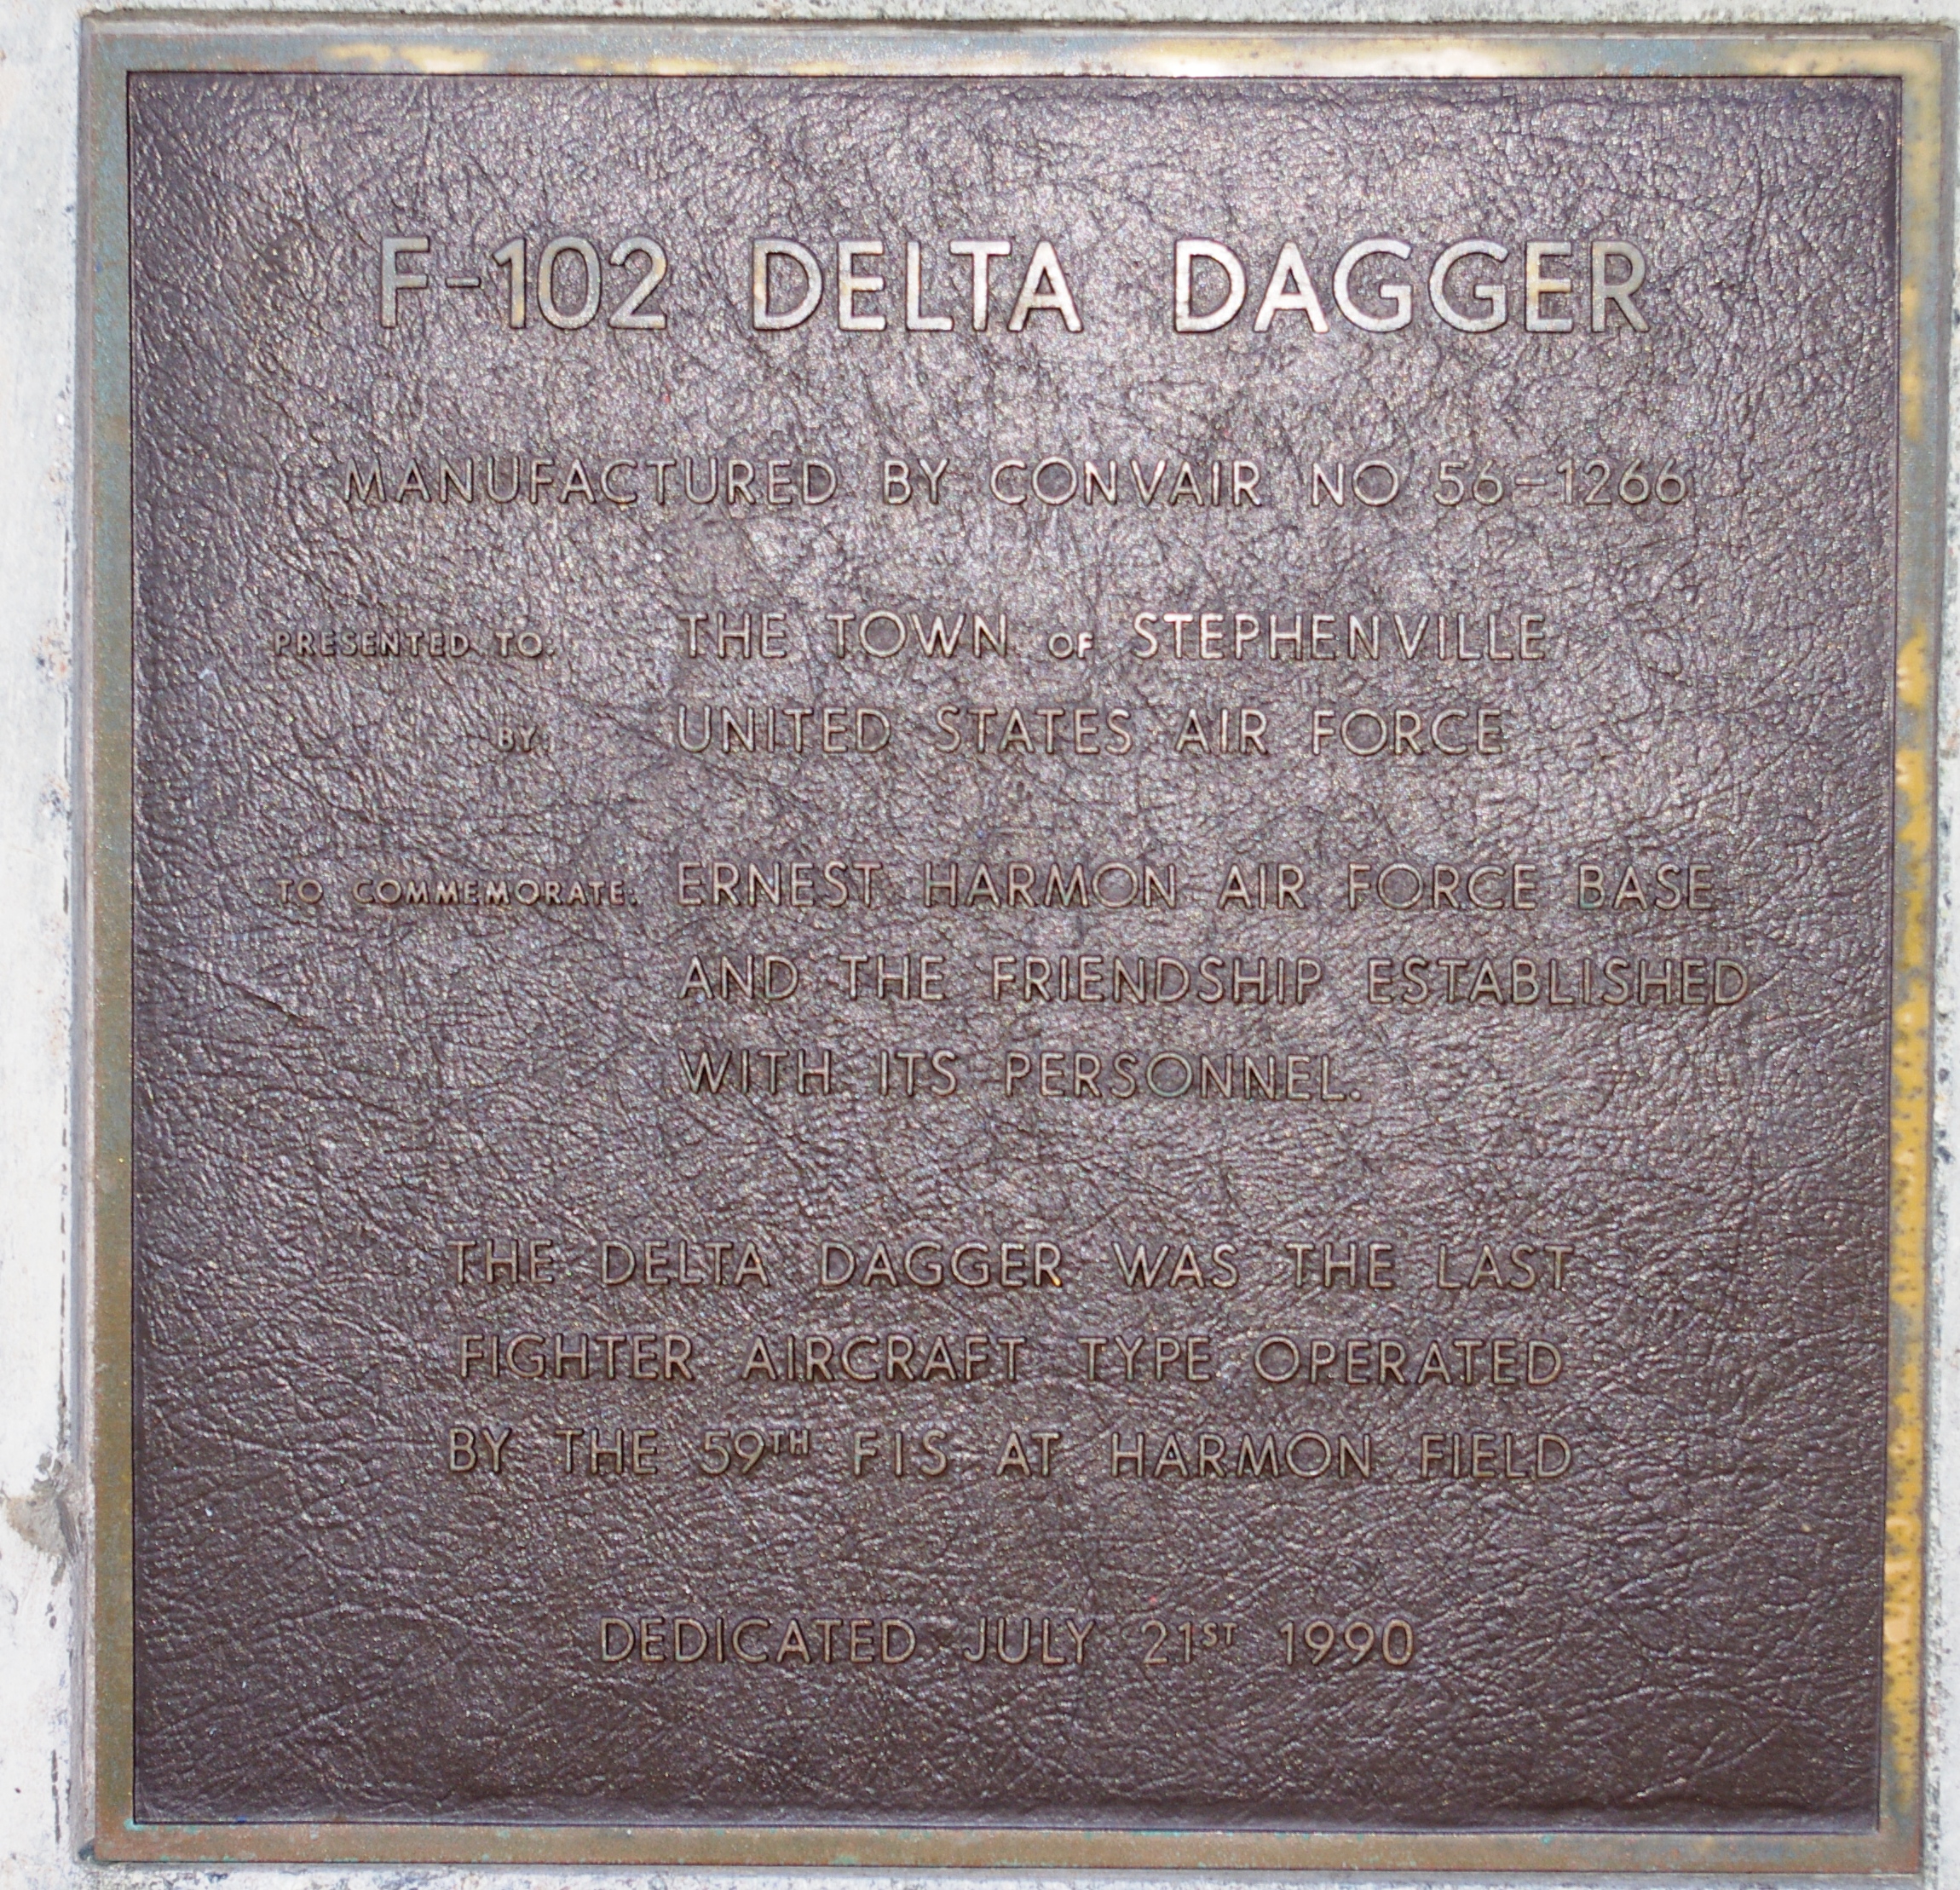 F-102 DELTA DAGGER
MANUFACTURED BY CONVAIR NO 56-1266
PRESENTED TO: THE TOWN OF STEPHENVILLE
BY: UNITED STATES AIR FORCE
TO COMMEMORATE: ERNEST HARMON AIR FORCE BASE
AND THE FRIENDSHIP ESTABLISHED
WITH ITS PERSONNEL.
THE DELTA DAGGER WAS THE LAST
FIGHTER AIRCRAFT TYPE OPERATED
BY THE 59TH FIS AT HARMON FIELD
DEDICATED JULY 21ST 1990